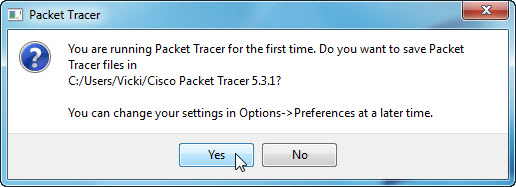 Packet Tracer
You are running Packet Tracer for the first time. Do you want to save Packet
Tracer files in
C:/Users/Vicki/Cisco Packet Tracer 5.3.1?
You can change your settings in Options->Preferences at a later time.
Yes No